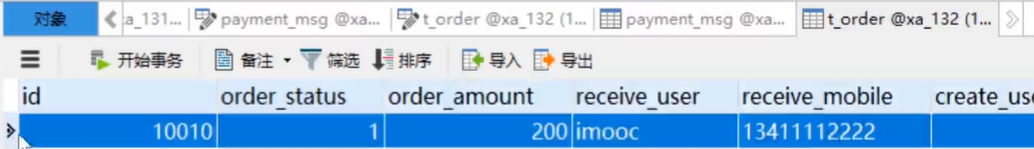 对象 a_131... payment_msg @xa... t_order @xa_132 (1... payment_msg @xa... t_order @xa_132 (1...
开始事务 备注 筛选 排序 导入 导出
id order_status order_amount receive_user receive_mobile create_us
10010 1 200 imooc 13411112222